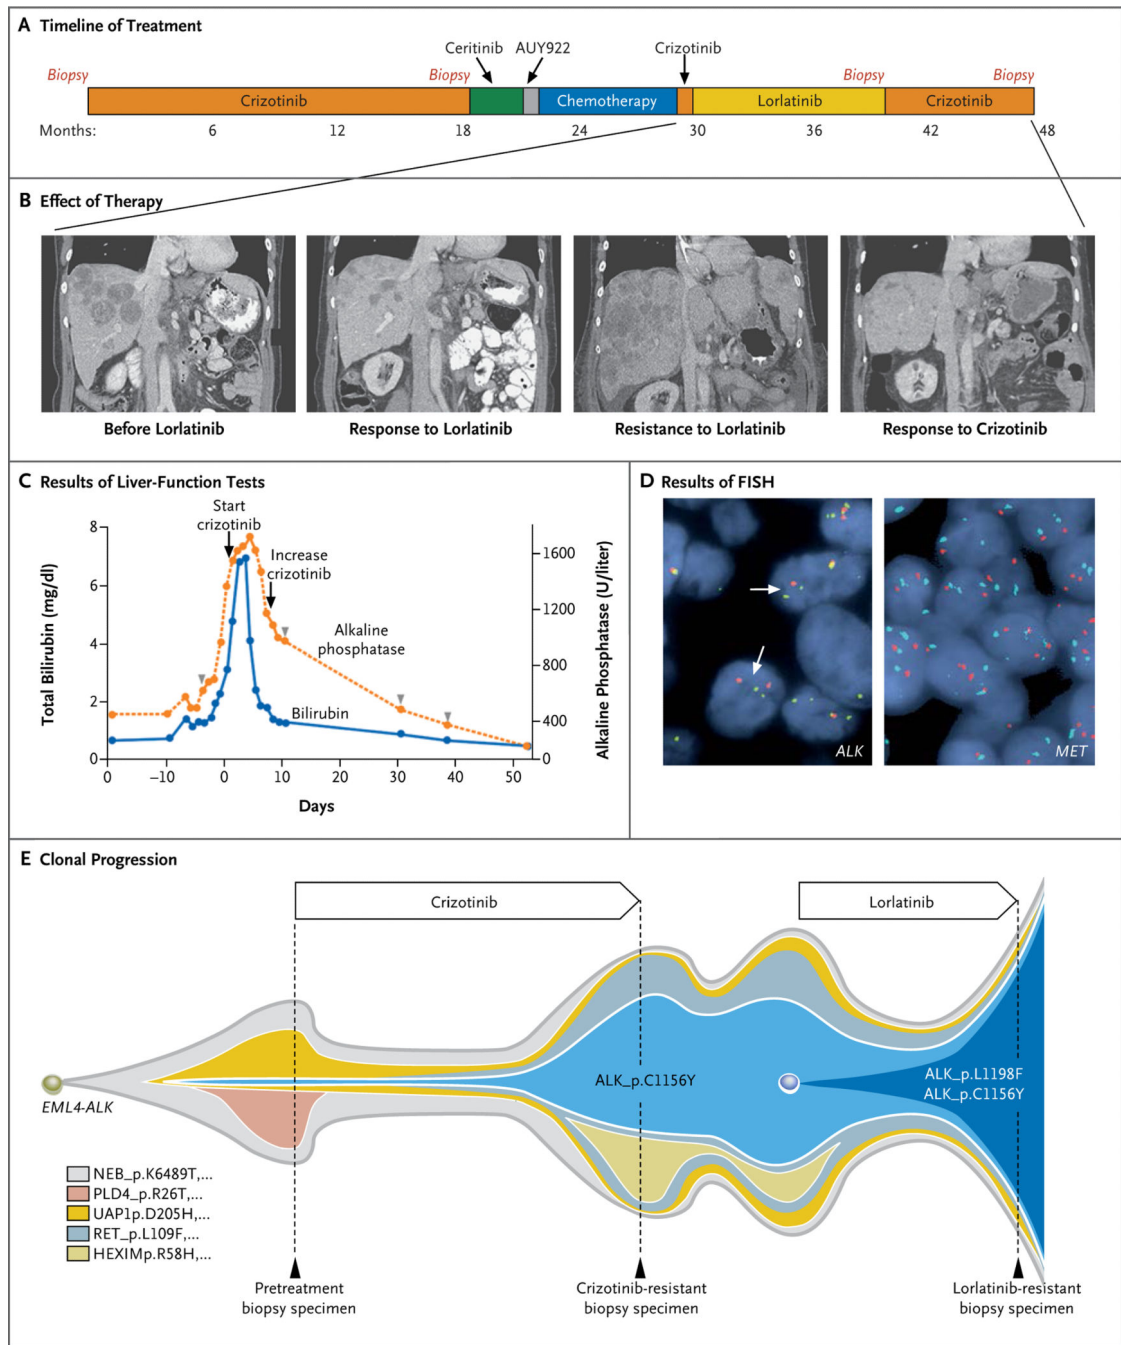 A Timeline of Treatment
Ceritinib AUY922 Crizotinib
Biopsy Biopsy Biopsy Biopsy
Crizotinib Chemotherapy Lorlatinib Crizotinib
Months: 6 12 18 24 30 36 42 48
B Effect of Therapy
Before Lorlatinib Response to Lorlatinib Resistance to Lorlatinib Response to Crizotinib
C Results of Liver-Function Tests
Start
crizotinib
Increase
crizotinib
Alkaline
phosphatase
Bilirubin
Total Bilirubin (mg/dl)
8
6
4
2
0
Alkaline Phosphatase (U/liter)
1600
1200
800
400
0
0 −10 0 10 20 30 40 50
Days
D Results of FISH
ALK MET
E Clonal Progression
Crizotinib Lorlatinib
EML4-ALK
ALK_p.C1156Y
ALK_p.L1198F
ALK_p.C1156Y
NEB_p.K6489T,...
PLD4_p.R26T,...
UAP1p.D205H,...
RET_p.L109F,...
HEXIMp.R58H,...
Pretreatment
biopsy specimen
Crizotinib-resistant
biopsy specimen
Lorlatinib-resistant
biopsy specimen